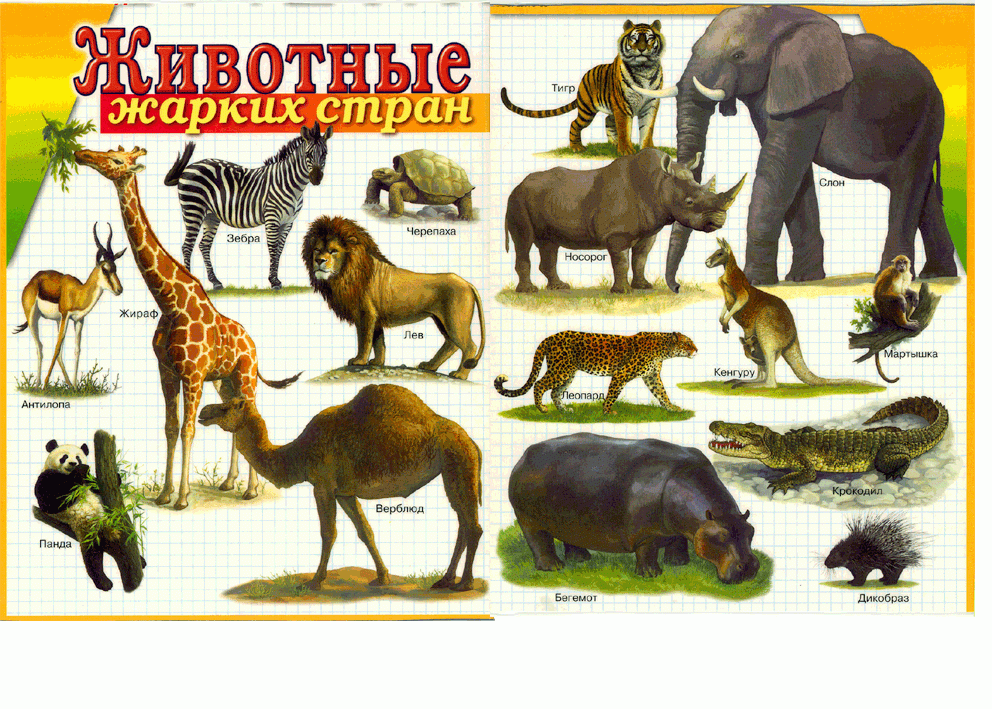 Животные
жарких стран
Зебра
Черепаха
Жираф
Лев
Антилопа
Верблюд
Панда
Тигр
Слон
Носорог
Мартышка
Кенгуру
Леопард
Крокодил
Бегемот
Дикобраз